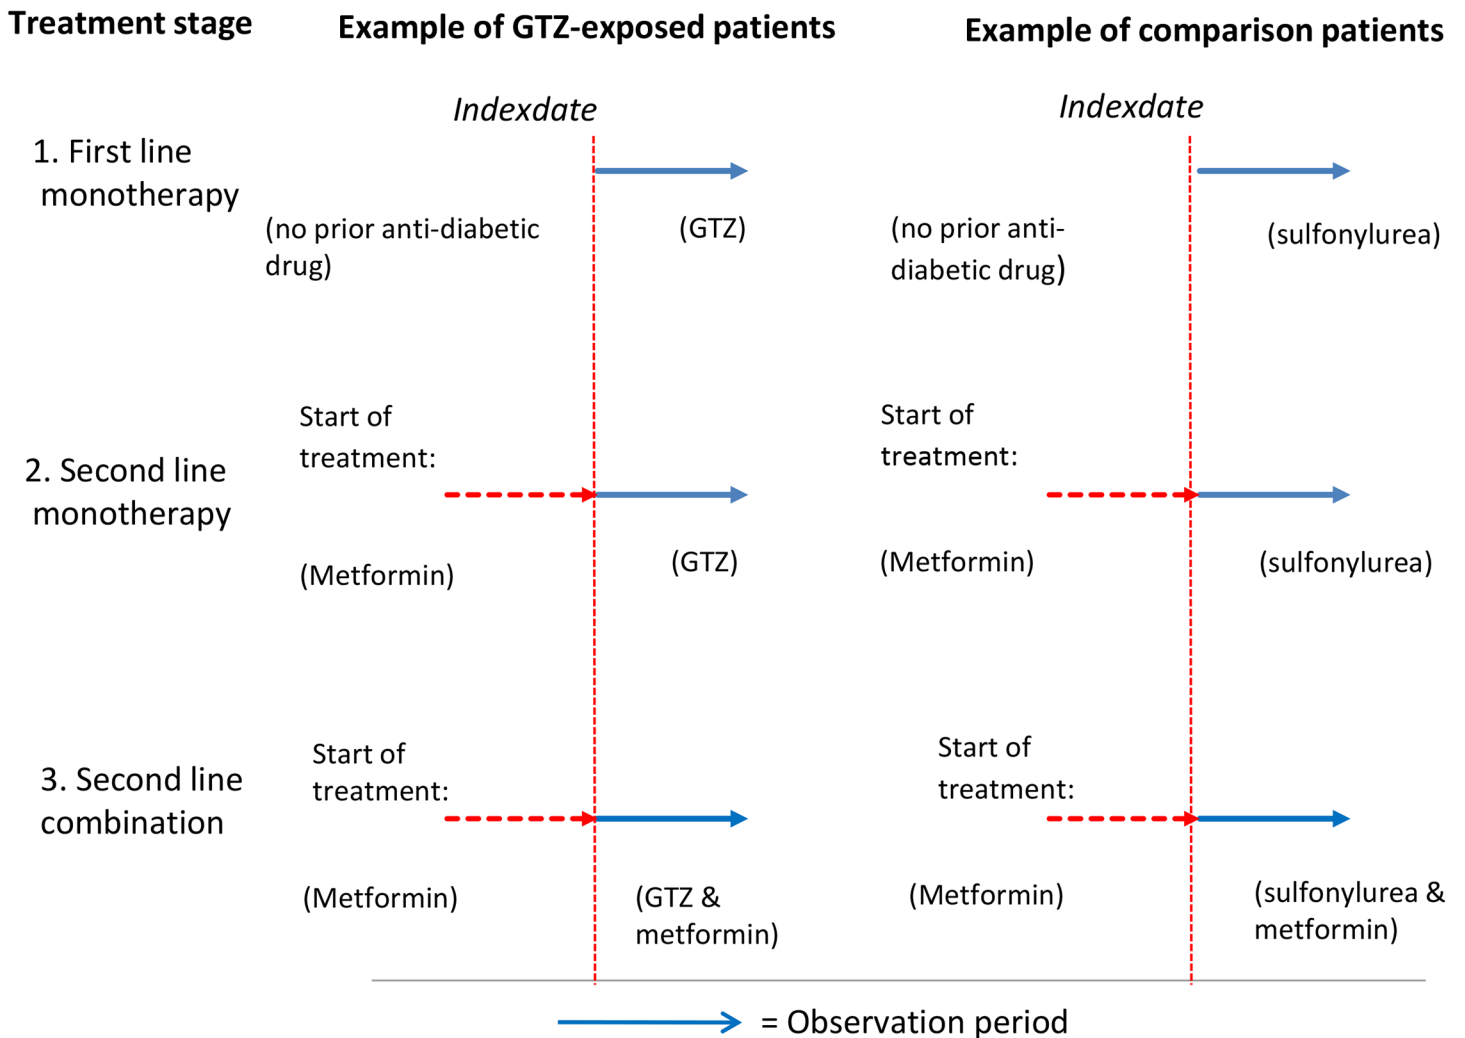 Treatment stage
Example of GTZ-exposed patients
Example of comparison patients
Indexdate
Indexdate
1. First line
monotherapy
(no prior anti-diabetic
drug)
(GTZ)
(no prior anti-
diabetic drug)
(sulfonylurea)
2. Second line
monotherapy
Start of
treatment:
(Metformin)
(GTZ)
Start of
treatment:
(Metformin)
(sulfonylurea)
3. Second line
combination
Start of
treatment:
(Metformin)
(GTZ &
metformin)
Start of
treatment:
(Metformin)
(sulfonylurea &
metformin)
= Observation period